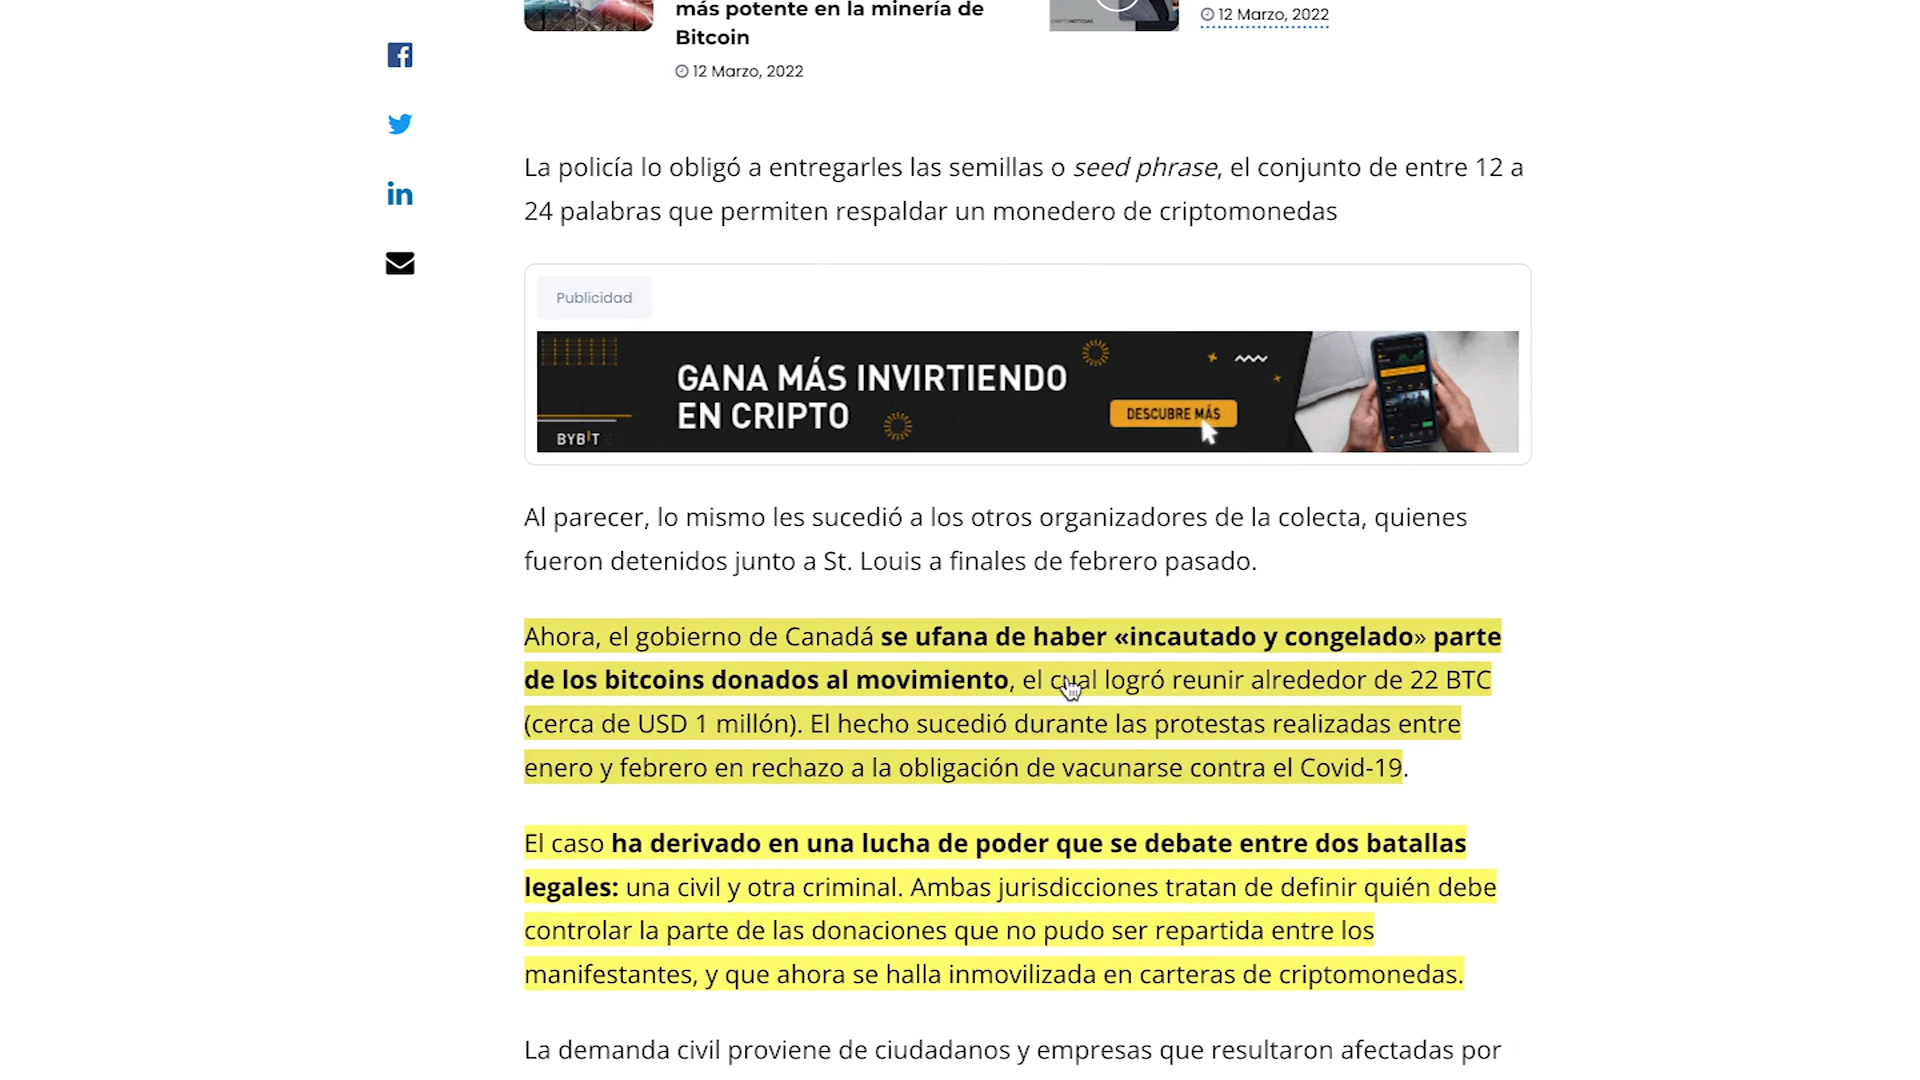 más potente en la minería de
Bitcoin
12 Marzo, 2022
12 Marzo, 2022
La policía lo obligó a entregarles las semillas o seed phrase, el conjunto de entre 12 a
24 palabras que permiten respaldar un monedero de criptomonedas
Publicidad
GANA MÁS INVIRTIENDO
EN CRIPTO
DESCUBRE MÁS
BYBIT
Al parecer, lo mismo les sucedió a los otros organizadores de la colecta, quienes
fueron detenidos junto a St. Louis a finales de febrero pasado.
Ahora, el gobierno de Canadá se ufana de haber «incautado y congelado» parte
de los bitcoins donados al movimiento, el cual logró reunir alrededor de 22 BTC
(cerca de USD 1 millón). El hecho sucedió durante las protestas realizadas entre
enero y febrero en rechazo a la obligación de vacunarse contra el Covid-19.
El caso ha derivado en una lucha de poder que se debate entre dos batallas
legales: una civil y otra criminal. Ambas jurisdicciones tratan de definir quién debe
controlar la parte de las donaciones que no pudo ser repartida entre los
manifestantes, y que ahora se halla inmovilizada en carteras de criptomonedas.
La demanda civil proviene de ciudadanos y empresas que resultaron afectadas por